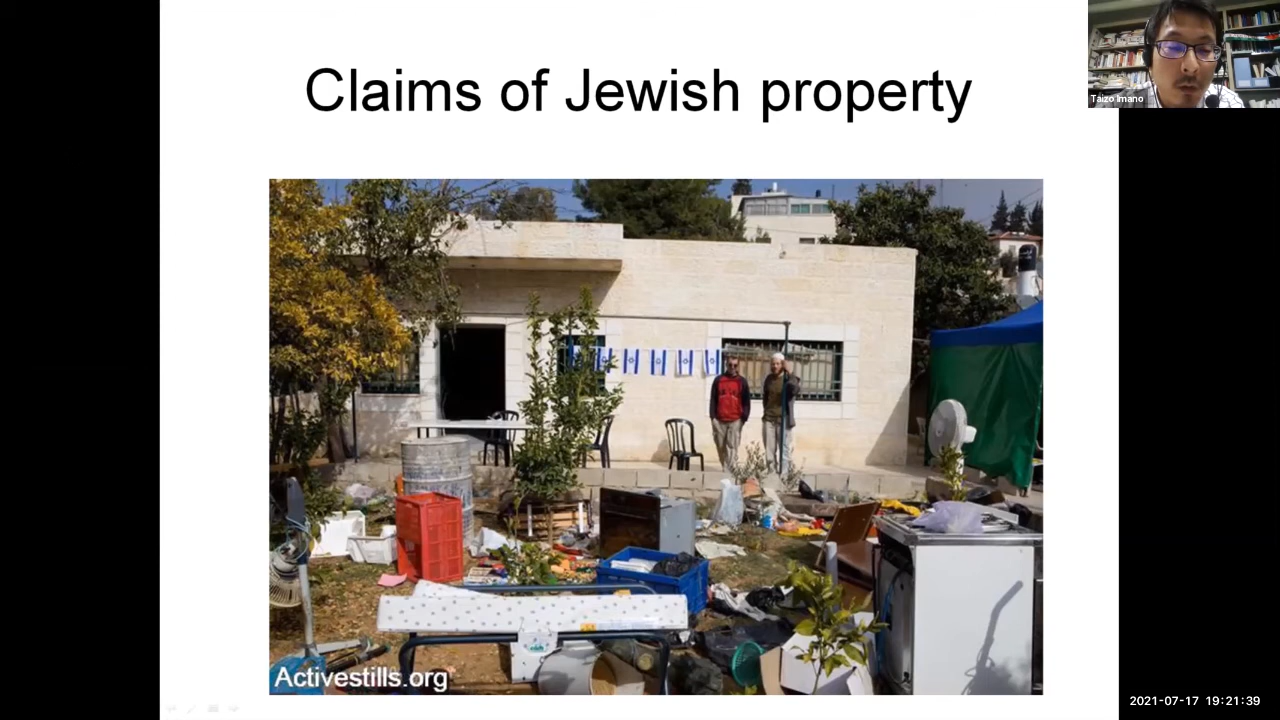 Claims of Jewish property
Taizo Imano
Activestills.org
2021-07-17 19:21:39